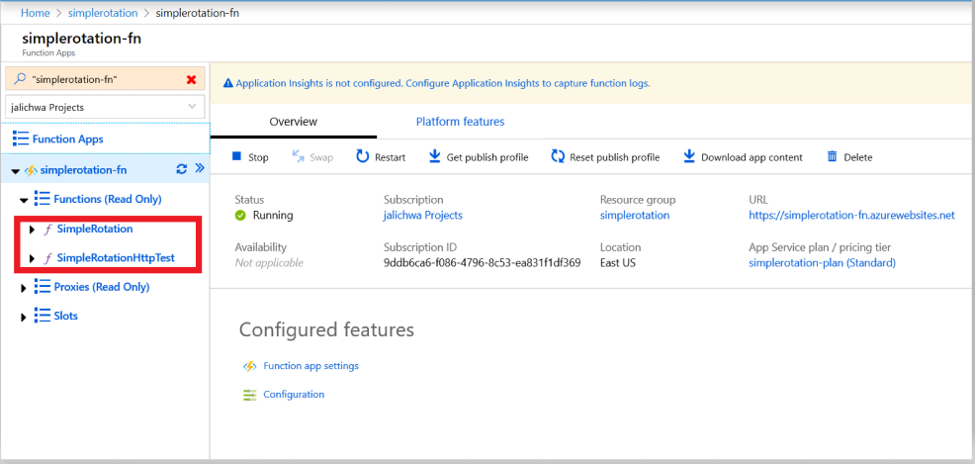 Home > simplerotation > simplerotation-fn
simplerotation-fn
Function Apps
"simplerotation-fn"
jalichwa Projects
Function Apps
simplerotation-fn
Functions (Read Only)
SimpleRotation
SimpleRotationHttpTest
Proxies (Read Only)
Slots
Application Insights is not configured. Configure Application Insights to capture function logs.
Overview Platform features
Stop Swap Restart Get publish profile Reset publish profile Download app content Delete
Status Subscription Resource group URL
Running jalichwa Projects simplerotation https://simplerotation-fn.azurewebsites.net
Availability Subscription ID Location App Service plan / pricing tier
Not applicable 9ddb6ca6-f086-4796-8c53-ea831f1df369 East US simplerotation-plan (Standard)
Configured features
Function app settings
Configuration